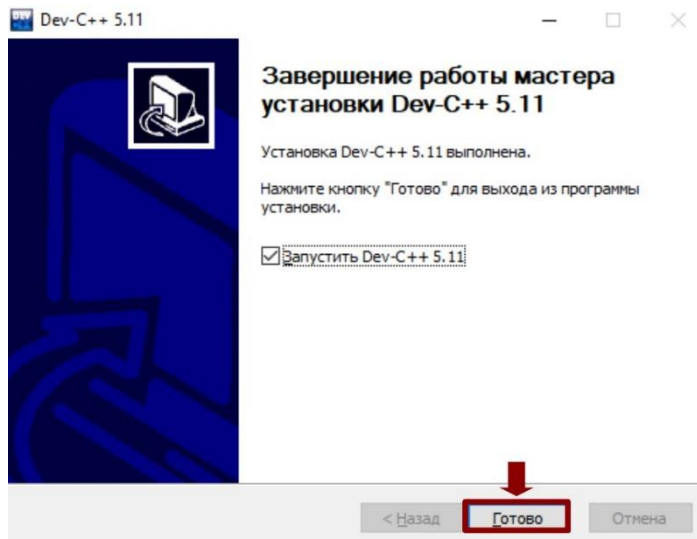 Dev-C++ 5.11
Завершение работы мастера
установки Dev-C++ 5.11
Установка Dev-C++ 5.11 выполнена.
Нажмите кнопку "Готово" для выхода из программы
установки.
Запустить Dev-C++ 5.11
< Назад
Готово
Отмена